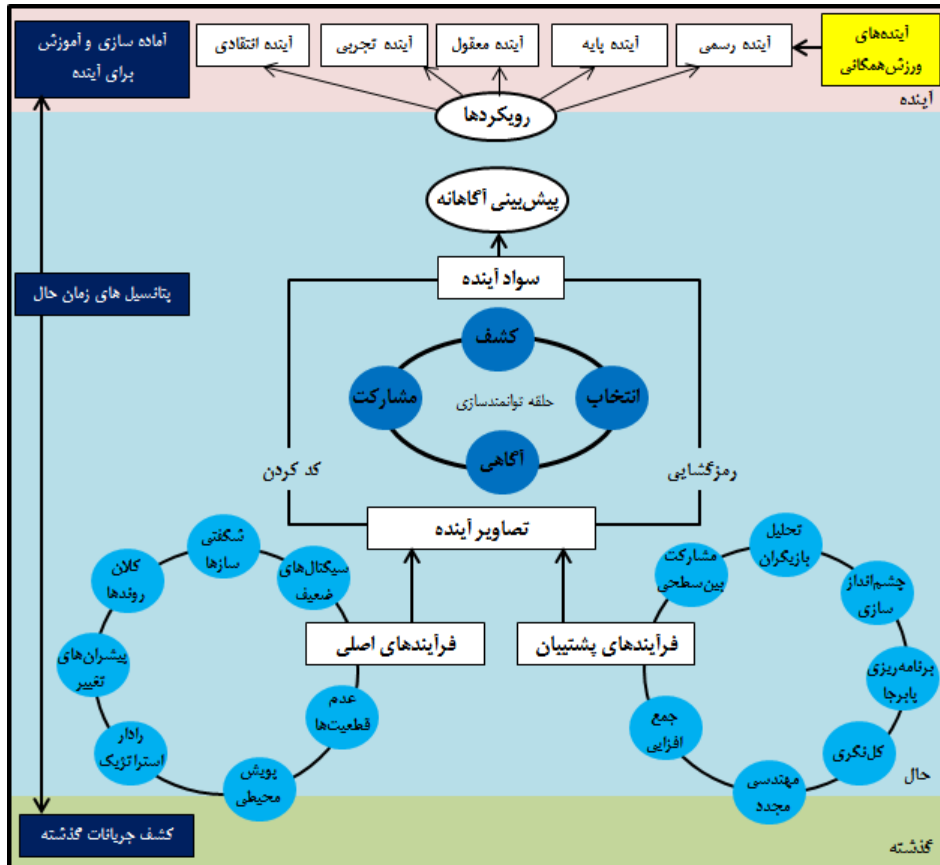 آینده‌های
ورزش‌همگانی
آینده رسمی
آینده پایه
آینده معقول
آینده تجربی
آینده انتقادی
آماده سازی و آموزش
برای آینده
آینده
رویکردها
پیش‌بینی آگاهانه
سواد آینده
پتانسیل های زمان حال
کشف
انتخاب
حلقه توانمندسازی
مشارکت
آگاهی
رمزگشایی
کد کردن
تصاویر آینده
تحلیل
بازیگران
مشارکت
بین‌سطحی
چشم‌انداز
سازی
فرآیندهای پشتیبان
برنامه‌ریزی
پابرجا
جمع
افزایی
کل‌نگری
مهندسی
مجدد
شگفتی
سازها
سیگتال‌های
ضعیف
کلان
روندها
فرآیندهای اصلی
پیشران‌های
تغییر
عدم
قطعیت‌ها
رادار
استراتژیک
پویش
محیطی
حال
کشف جریانات گذشته
گذشته